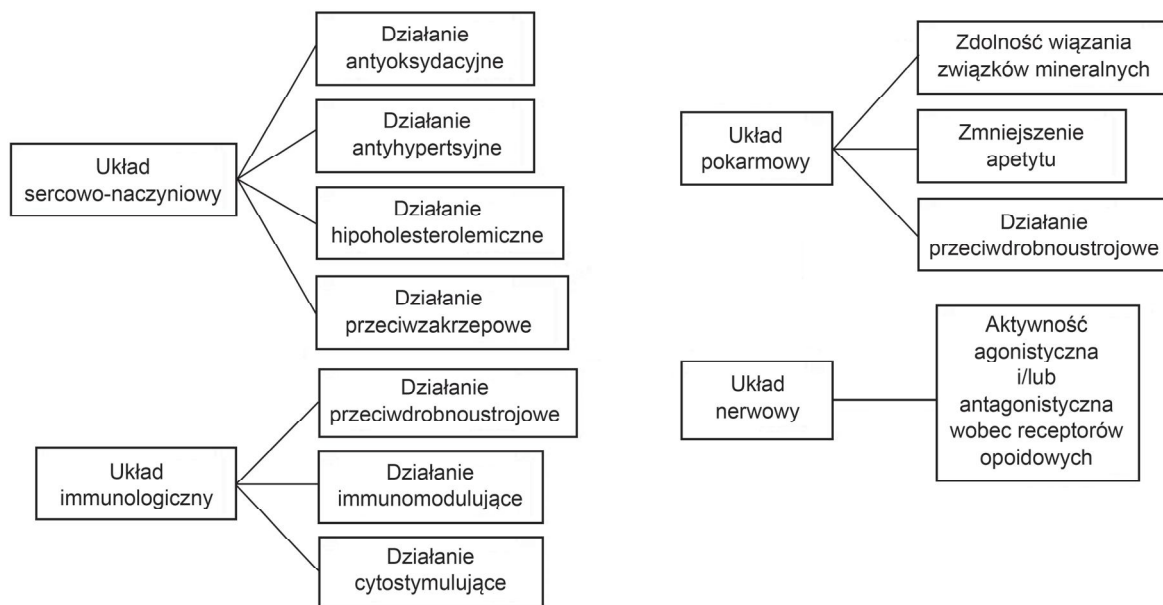 Układ
sercowo-naczyniowy
Działanie
antyoksydacyjne
Działanie
antyhypertsyjne
Działanie
hipoholesterolemiczne
Działanie
przeciwzakrzepowe
Układ
immunologiczny
Działanie
przeciwdrobnoustrojowe
Działanie
immunomodulujące
Działanie
cytostymulujące
Układ
pokarmowy
Zdolność wiązania
związków mineralnych
Zmniejszenie
apetytu
Działanie
przeciwdrobnoustrojowe
Układ
nerwowy
Aktywność
agonistyczna
i/lub
antagonistyczna
wobec receptorów
opoidowych